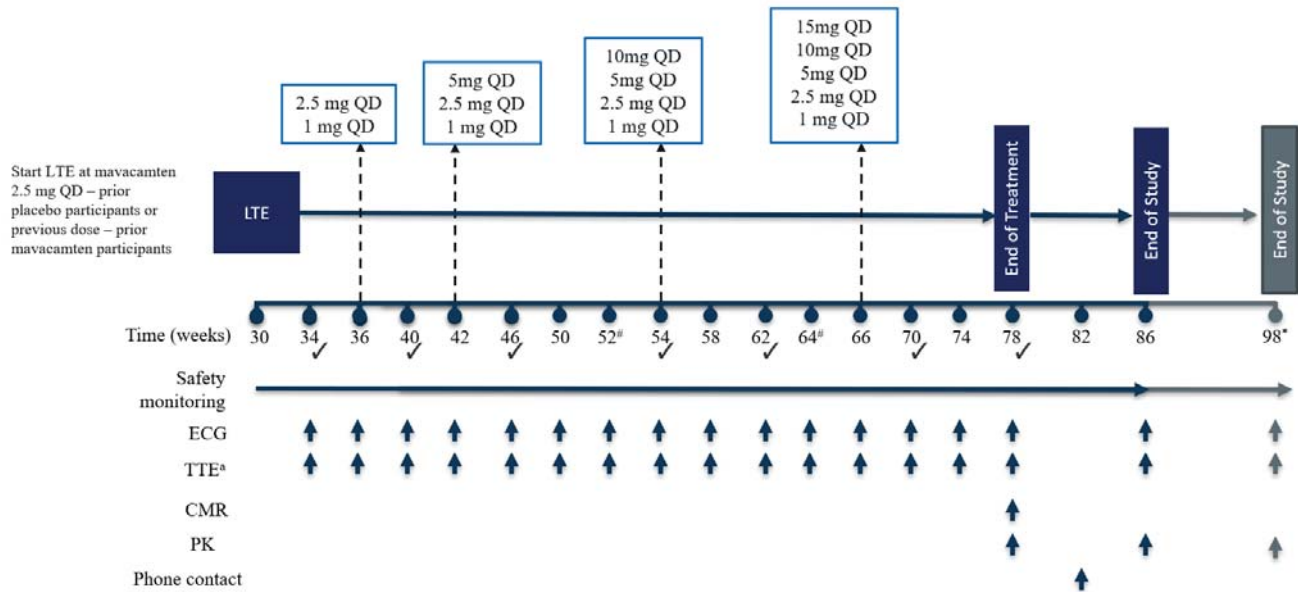 15mg QD
10mg QD
5mg QD
2.5 mg QD
1 mg QD
10mg QD
5mg QD
2.5 mg QD
1 mg QD
5mg QD
2.5 mg QD
1 mg QD
2.5 mg QD
1 mg QD
Start LTE at mavacamten
2.5 mg QD – prior
placebo participants or
previous dose – prior
mavacamten participants
LTE
End of Treatment
End of Study
End of Study
Time (weeks) 30 34 36 40 42 46 50 52# 54 58 62 64# 66 70 74 78 82 86 98*
✓ ✓ ✓ ✓ ✓ ✓ ✓
Safety
monitoring
ECG
TTEᵃ
CMR
PK
Phone contact